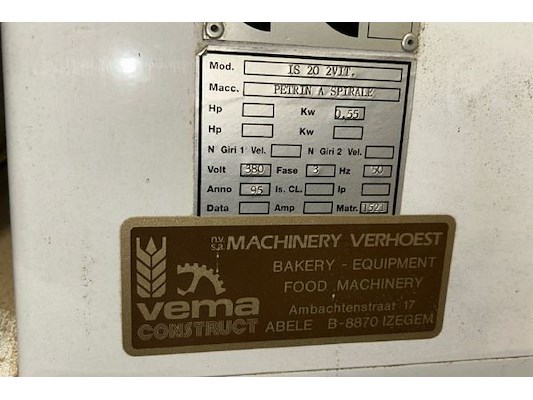 Mod. IS 20 2VIT.
Macc. PETRIN A SPIRALE
Hp Kw 0.55
Hp Kw
N° Giri 1° Vel. N° Giri 2 Vel.
Volt 380 Fase 3 Hz 50
Anno 95 Is. CL. Ip
Data Amp Matr.
n.v. s.a. MACHINERY VERHOEST
BAKERY - EQUIPMENT
FOOD MACHINERY
Ambachtenstraat 17
ABELE B-8870 IZEGEM
vema
CONSTRUCT